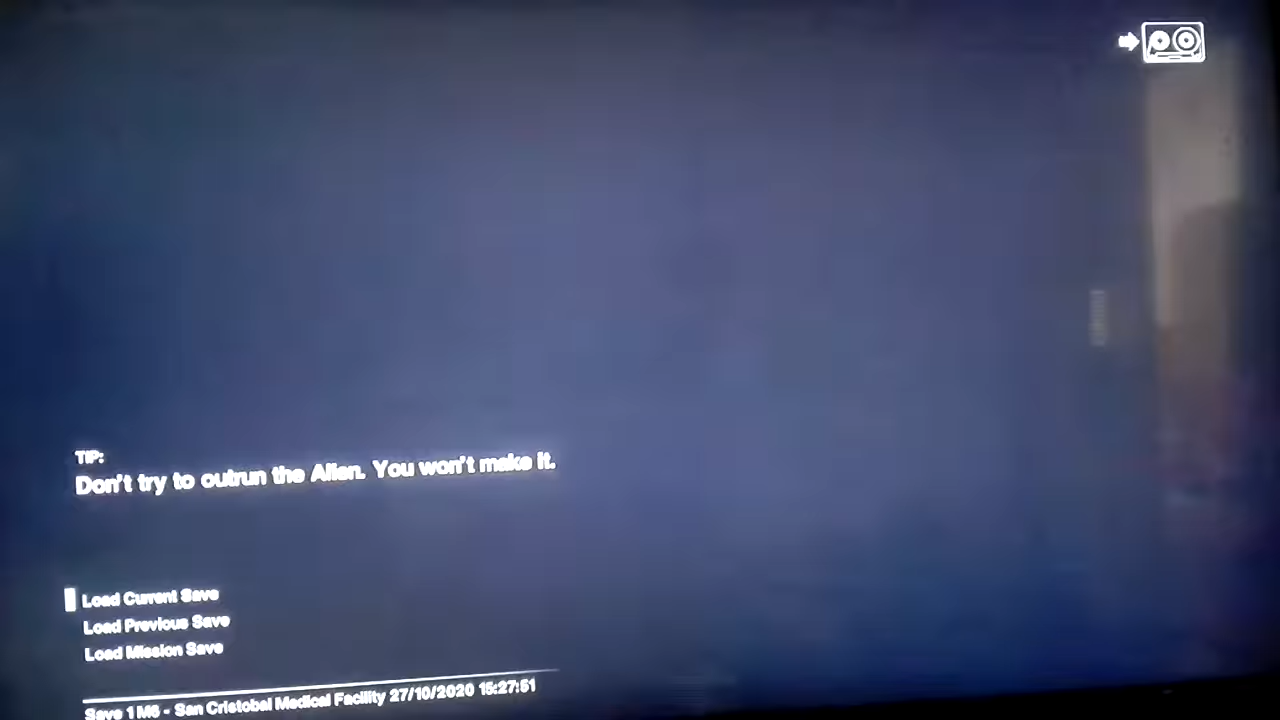 TIP:
Don't try to outrun the Alien. You won't make it.
Load Current Save
Load Previous Save
Load Mission Save
Save 1 M5 - San Cristobal Medical Facility 27/10/2020 15:27:51